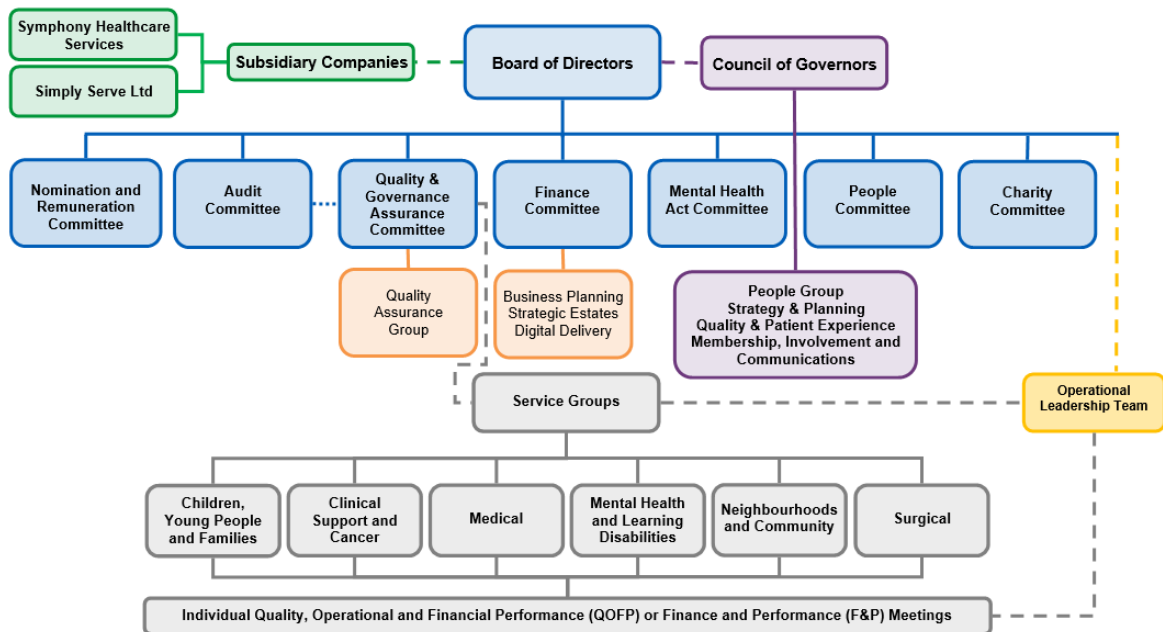 Symphony Healthcare
Services
Simply Serve Ltd
Subsidiary Companies
Board of Directors
Council of Governors
Nomination and
Remuneration
Committee
Audit
Committee
Quality &
Governance
Assurance
Committee
Finance
Committee
Mental Health
Act Committee
People
Committee
Charity
Committee
Quality
Assurance
Group
Business Planning
Strategic Estates
Digital Delivery
People Group
Strategy & Planning
Quality & Patient Experience
Membership, Involvement and
Communications
Service Groups
Operational
Leadership Team
Children,
Young People
and Families
Clinical
Support and
Cancer
Medical
Mental Health
and Learning
Disabilities
Neighbourhoods
and Community
Surgical
Individual Quality, Operational and Financial Performance (QOFP) or Finance and Performance (F&P) Meetings